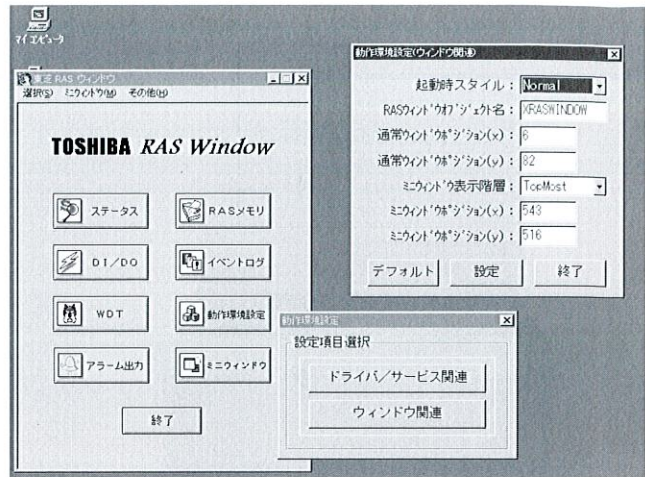 マイ コンピュータ
東芝 RAS ウィンドウ
選択(S) ミニウィンドウ(M) その他(H)
TOSHIBA RAS Window
ステータス
RASメモリ
DI/DO
イベントログ
WDT
動作環境設定
アラーム出力
ミニウィンドウ
終了
動作環境設定(ウィンドウ関連)
起動時スタイル: Normal
RASウィンドウオブジェクト名: XRASWINDOW
通常ウィンドウポジション(x): 6
通常ウィンドウポジション(y): 82
ミニウィンドウ表示階層: TopMost
ミニウィンドウポジション(x): 543
ミニウィンドウポジション(y): 516
デフォルト 設定 終了
動作環境設定
設定項目選択
ドライバ/サービス関連
ウィンドウ関連